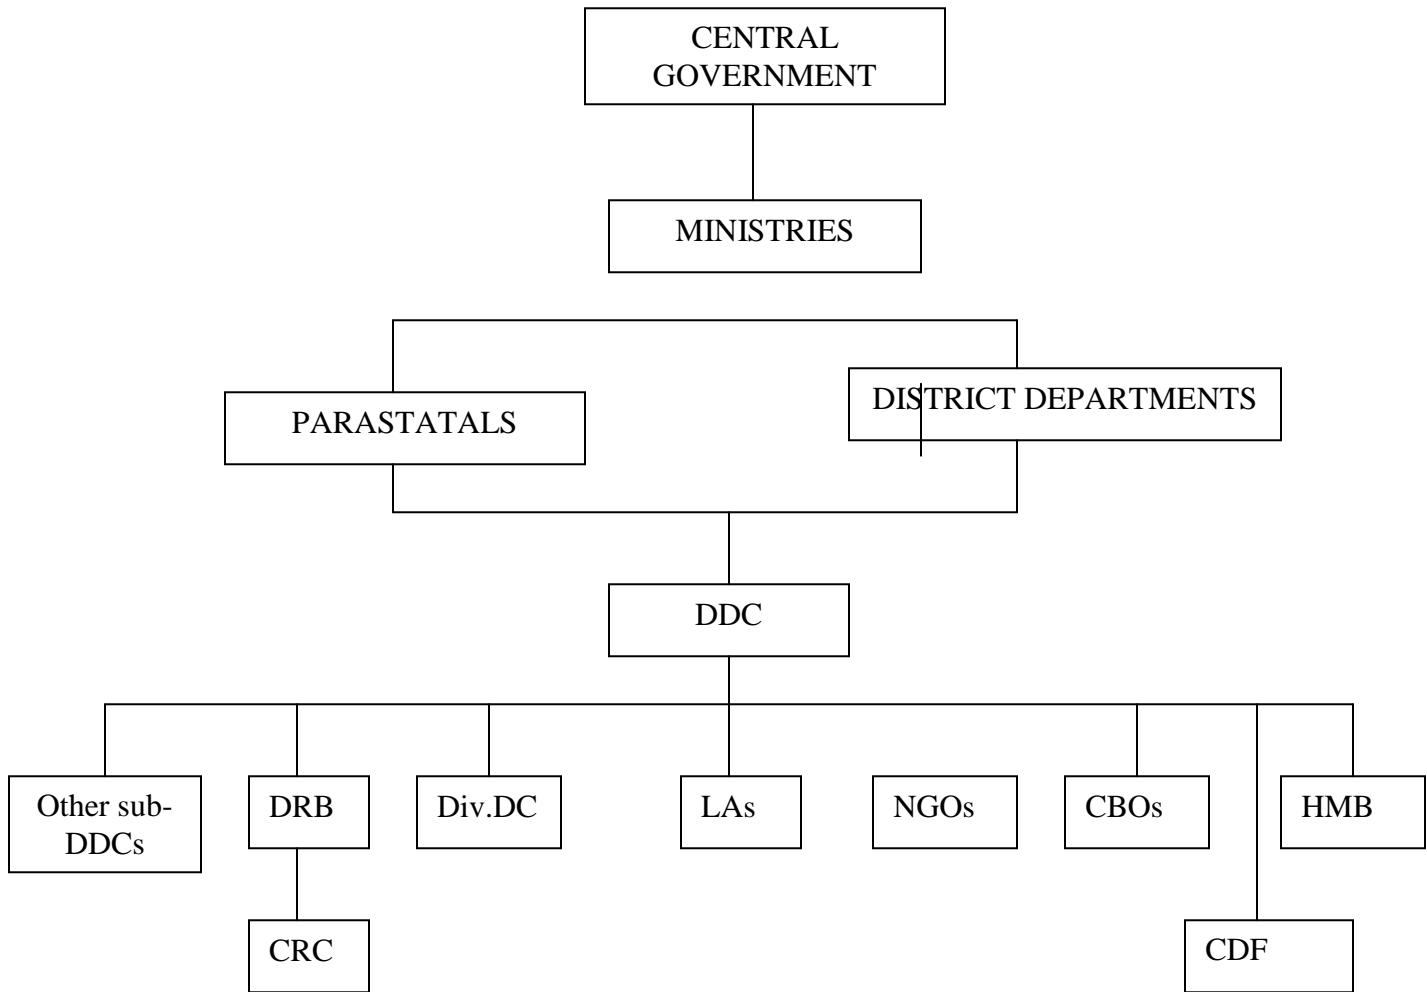 CENTRAL
GOVERNMENT
MINISTRIES
PARASTATALS
DISTRICT DEPARTMENTS
DDC
Other sub-
DDCs
DRB
Div.DC
LAs
NGOs
CBOs
HMB
CRC
CDF